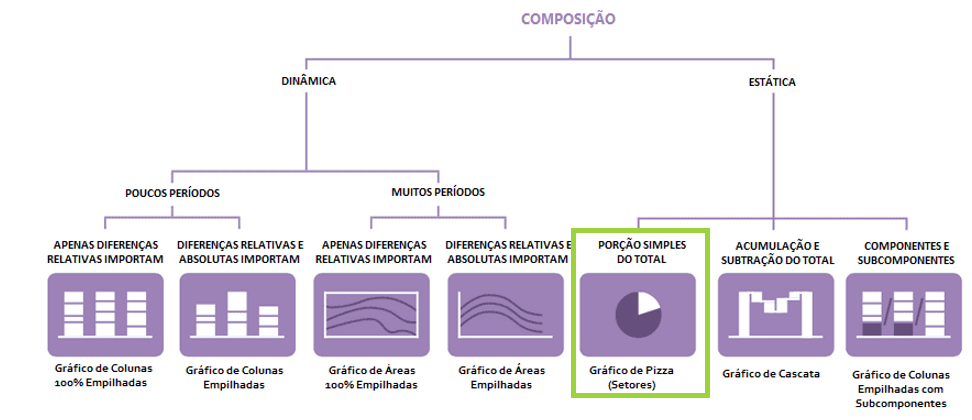 COMPOSIÇÃO
DINÂMICA
ESTÁTICA
POUCOS PERÍODOS
MUITOS PERÍODOS
APENAS DIFERENÇAS
RELATIVAS IMPORTAM
DIFERENÇAS RELATIVAS E
ABSOLUTAS IMPORTAM
APENAS DIFERENÇAS
RELATIVAS IMPORTAM
DIFERENÇAS RELATIVAS E
ABSOLUTAS IMPORTAM
PORÇÃO SIMPLES
DO TOTAL
ACUMULAÇÃO E
SUBTRAÇÃO DO TOTAL
COMPONENTES E
SUBCOMPONENTES
Gráfico de Colunas
100% Empilhadas
Gráfico de Colunas
Empilhadas
Gráfico de Áreas
100% Empilhadas
Gráfico de Áreas
Empilhadas
Gráfico de Pizza
(Setores)
Gráfico de Cascata
Gráfico de Colunas
Empilhadas com
Subcomponentes